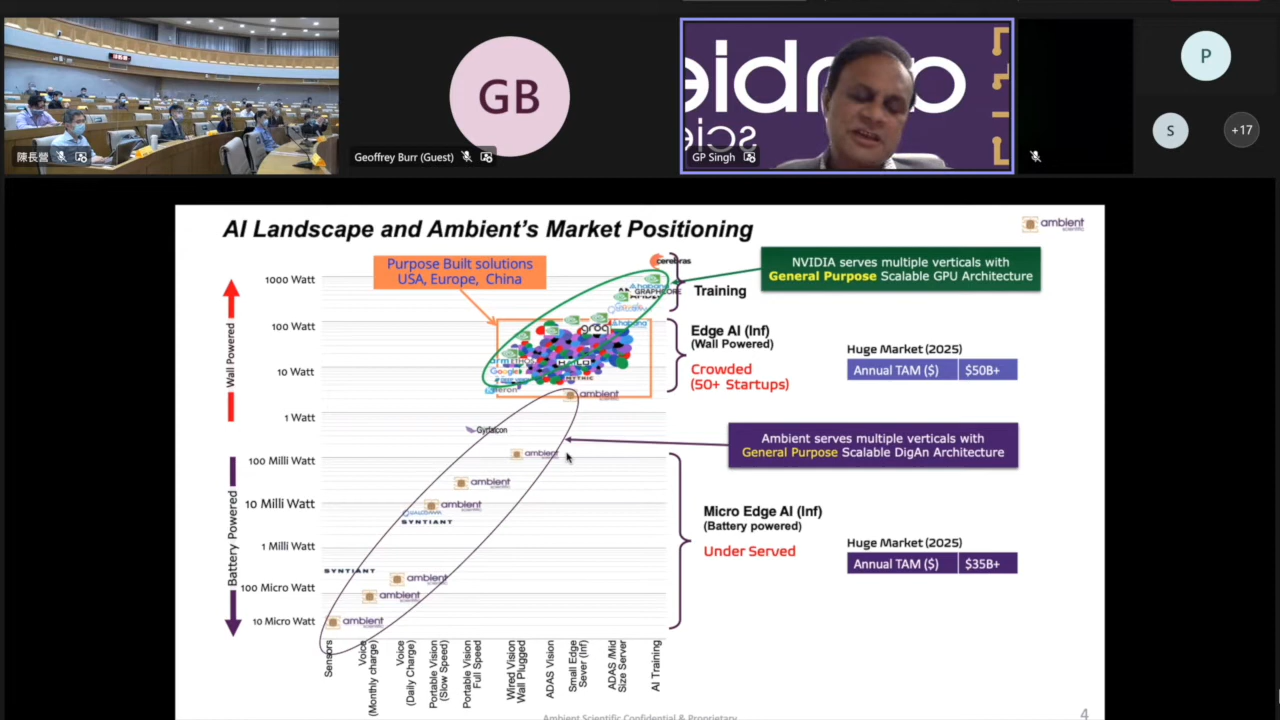 GB
P
S
+17
陳長營
Geoffrey Burr (Guest)
GP Singh
AI Landscape and Ambient's Market Positioning
ambient
scientific
Purpose Built solutions
USA, Europe, China
cerebras
NVIDIA serves multiple verticals with
General Purpose Scalable GPU Architecture
Wall Powered
Battery Powered
1000 Watt
100 Watt
10 Watt
1 Watt
100 Milli Watt
10 Milli Watt
1 Milli Watt
100 Micro Watt
10 Micro Watt
habana
GRAPHCORE
Training
groq
habana
arm
Google
MYTHIC
Edge AI (Inf)
(Wall Powered)
Crowded
(50+ Startups)
Huge Market (2025)
Annual TAM ($) $50B+
ambient
Gyrfalcon
Ambient serves multiple verticals with
General Purpose Scalable DigAn Architecture
ambient
ambient
ambient
QUALCOMM
SYNTIANT
Micro Edge AI (Inf)
(Battery powered)
Under Served
Huge Market (2025)
Annual TAM ($) $35B+
SYNTIANT
ambient
ambient
ambient
Sensors
Voice
(Monthly charge)
Voice
(Daily Charge)
Portable Vision
(Slow Speed)
Portable Vision
Full Speed
Wired Vision
Wall Plugged
ADAS Vision
Small Edge
Sever (Inf)
ADAS /Mid
Size Server
AI Training
Ambient Scientific Confidential & Proprietary
4